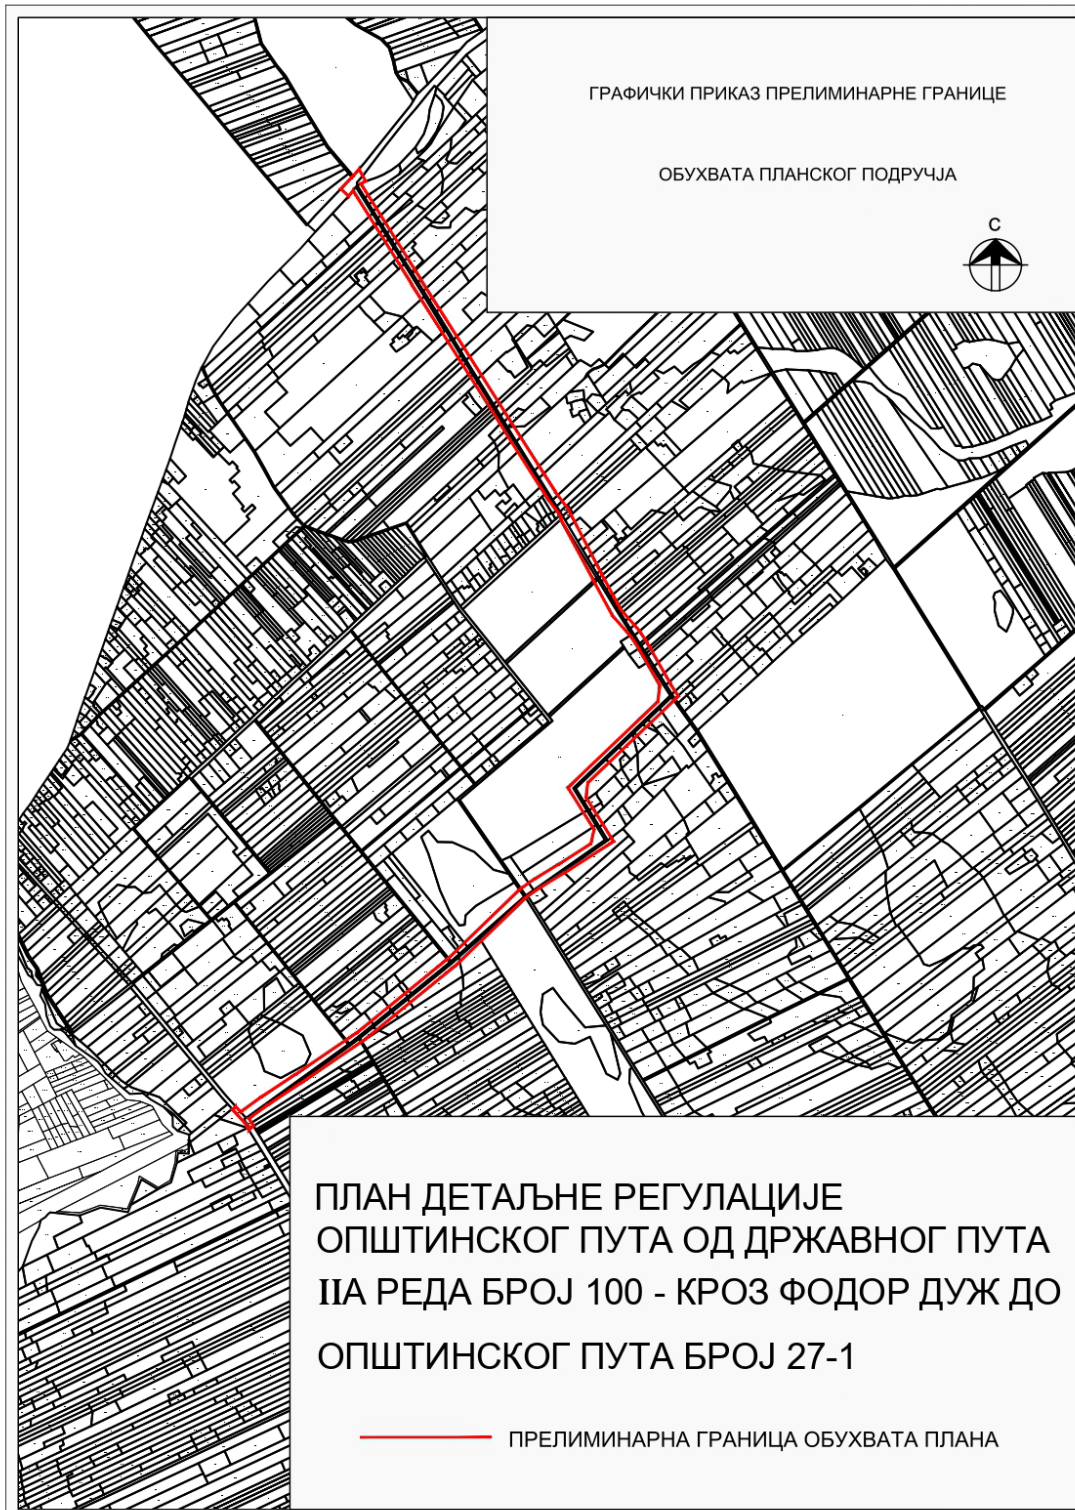 ГРАФИЧКИ ПРИКАЗ ПРЕЛИМИНАРНЕ ГРАНИЦЕ
ОБУХВАТА ПЛАНСКОГ ПОДРУЧЈА
С
ПЛАН ДЕТАЉНЕ РЕГУЛАЦИЈЕ
ОПШТИНСКОГ ПУТА ОД ДРЖАВНОГ ПУТА
IIА РЕДА БРОЈ 100 - КРОЗ ФОДОР ДУЖ ДО
ОПШТИНСКОГ ПУТА БРОЈ 27-1
ПРЕЛИМИНАРНА ГРАНИЦА ОБУХВАТА ПЛАНА